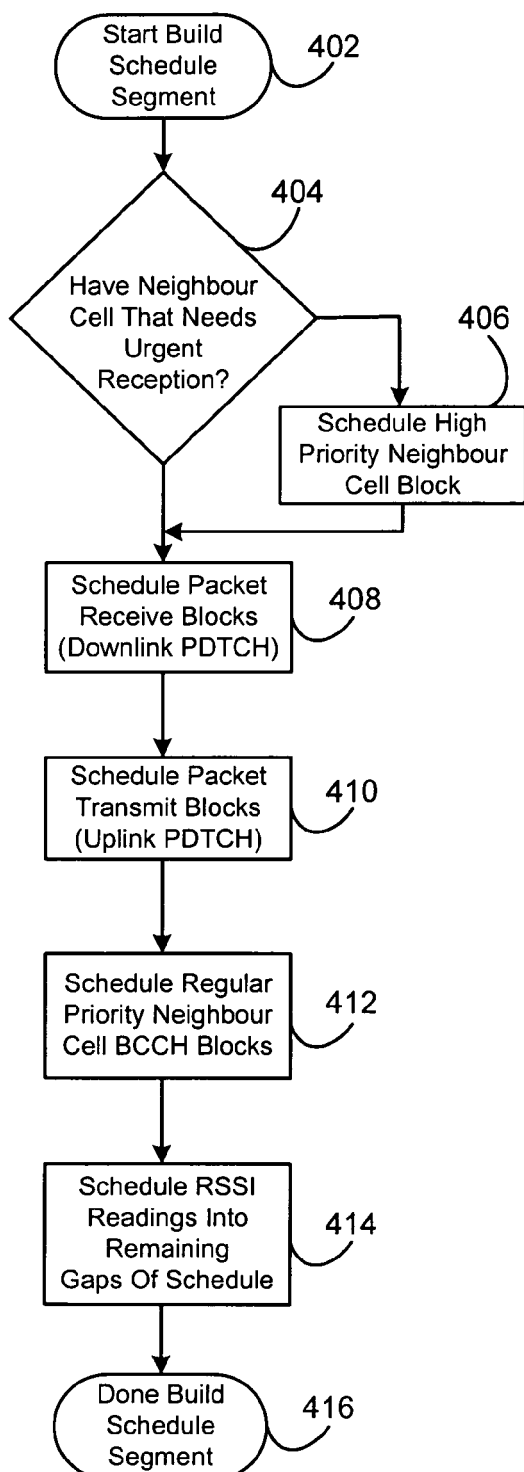 Start Build
Schedule
Segment
402
404
Have Neighbour
Cell That Needs
Urgent
Reception?
406
Schedule High
Priority Neighbour
Cell Block
Schedule Packet
Receive Blocks
(Downlink PDTCH)
408
Schedule Packet
Transmit Blocks
(Uplink PDTCH)
410
Schedule Regular
Priority Neighbour
Cell BCCH Blocks
412
Schedule RSSI
Readings Into
Remaining
Gaps Of Schedule
414
Done Build
Schedule
Segment
416